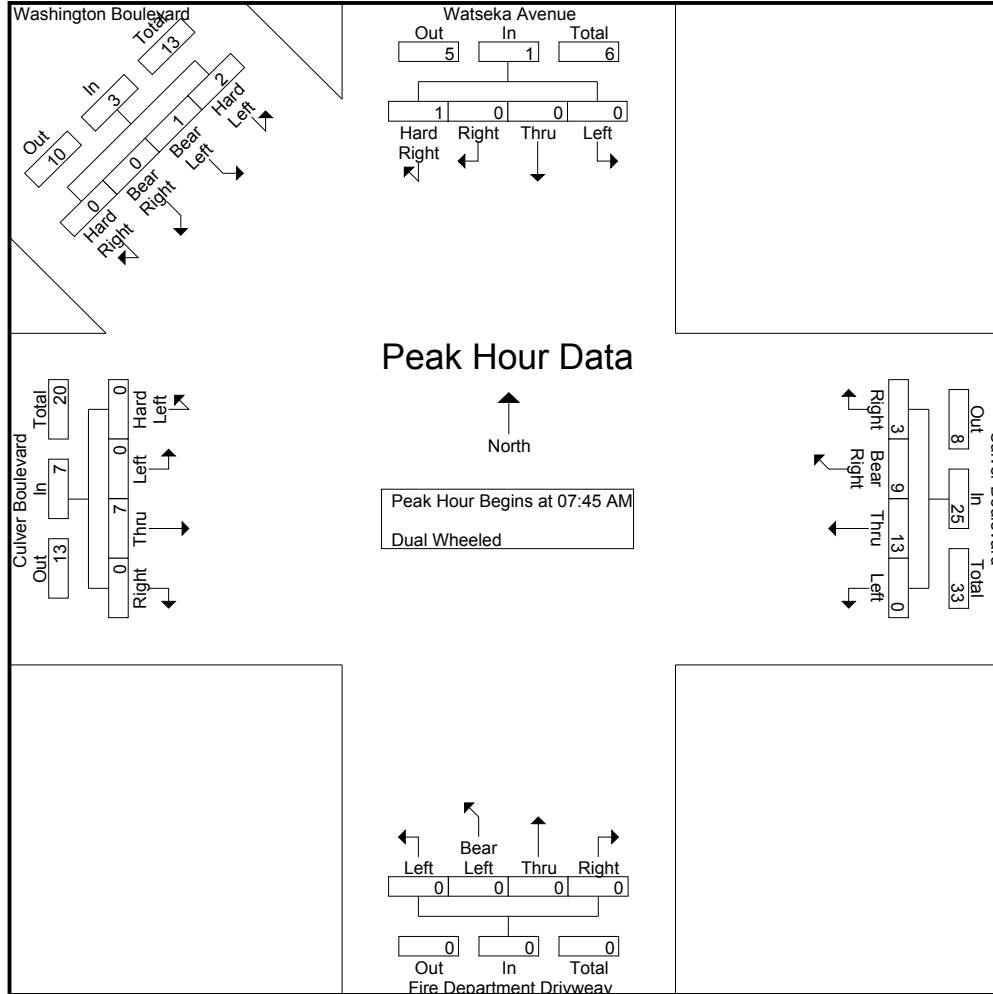 Washington Boulevard
Total
13
In
3
Out
10
2
1
0
0
Hard
Left
Bear
Left
Bear
Right
Hard
Right
Watseka Avenue
Out In Total
5 1 6
1 0 0 0
Hard
Right
Right Thru Left
Peak Hour Data
North
Peak Hour Begins at 07:45 AM
Dual Wheeled
Culver Boulevard
Total
20
In
7
Out
13
0
0
7
0
Hard
Left
Left
Thru
Right
Right
Bear
Right
Thru
Left
3
9
13
0
Out
8
In
25
Total
33
Left
Bear
Left
Thru Right
0 0 0 0
0 0 0
Out In Total
Fire Department Driveway